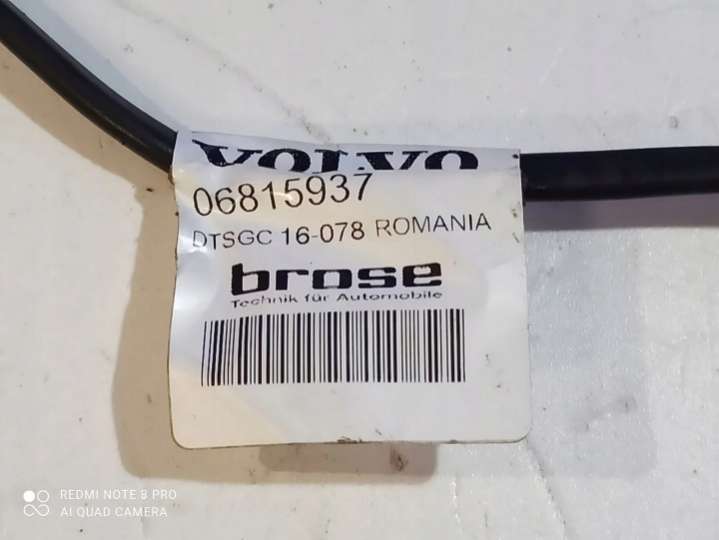 VOLVO
06815937
DTSGC 16-078 ROMANIA
brose
Technik für Automobile
REDMI NOTE 8 PRO
AI QUAD CAMERA